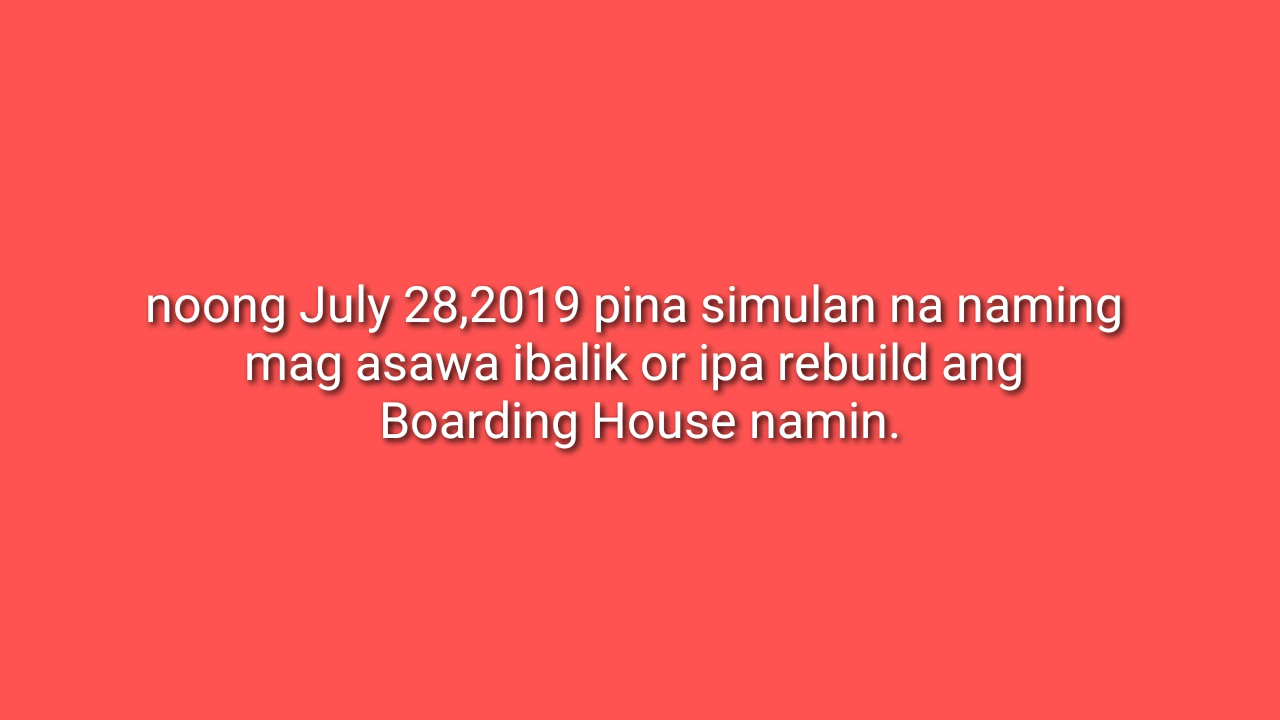 noong July 28,2019 pina simulan na naming
mag asawa ibalik or ipa rebuild ang
Boarding House namin.